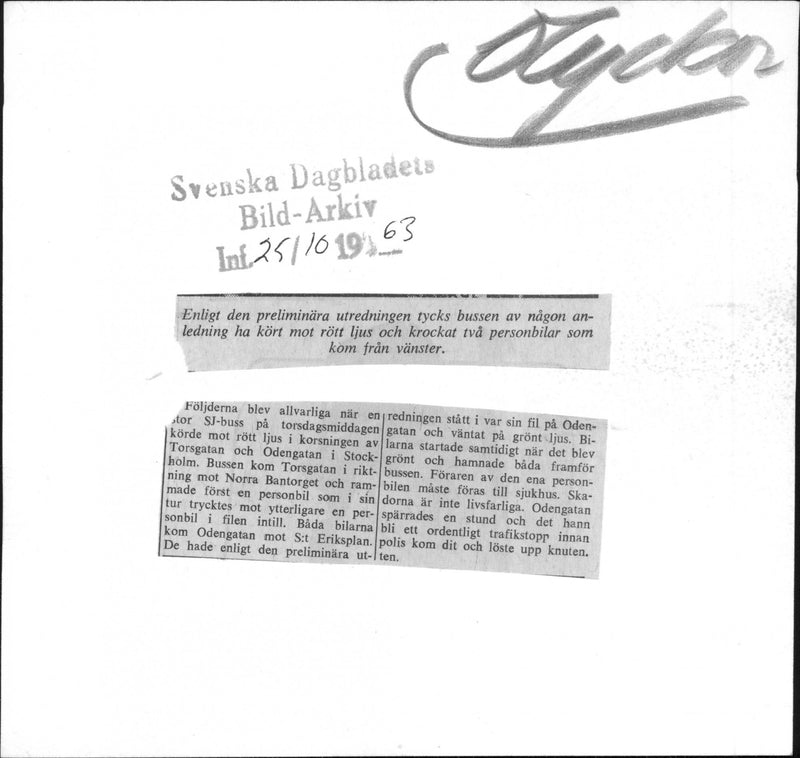 Olyckor
Svenska Dagbladets
Bild-Arkiv
Inf. 25/10 19 63
Enligt den preliminära utredningen tycks bussen av någon an-
ledning ha kört mot rött ljus och krockat två personbilar som
kom från vänster.
Följderna blev allvarliga när en
stor SJ-buss på torsdagsmiddagen
körde mot rött ljus i korsningen av
Torsgatan och Odengatan i Stock-
holm. Bussen kom Torsgatan i rikt-
ning mot Norra Bantorget och ram-
made först en personbil som i sin
tur trycktes mot ytterligare en per-
sonbil i filen intill. Båda bilarna
kom Odengatan mot S:t Eriksplan.
De hade enligt den preliminära ut-
redningen stått i var sin fil på Oden-
gatan och väntat på grönt ljus. Bi-
larna startade samtidigt när det blev
grönt och hamnade båda framför
bussen. Föraren av den ena person-
bilen måste föras till sjukhus. Ska-
dorna är inte livsfarliga. Odengatan
spärrades en stund och det hann
bli ett ordentligt trafikstopp innan
polis kom dit och löste upp knuten.
ten.